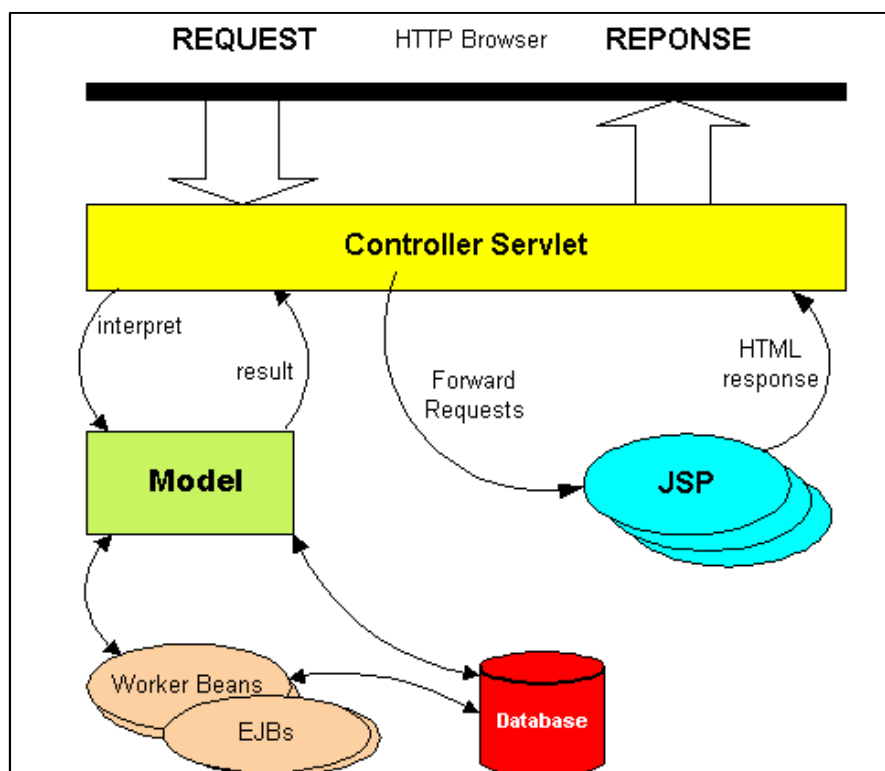 REQUEST HTTP Browser REPONSE
Controller Servlet
interpret
result
Forward
Requests
HTML
response
Model
JSP
Worker Beans
EJBs
Database